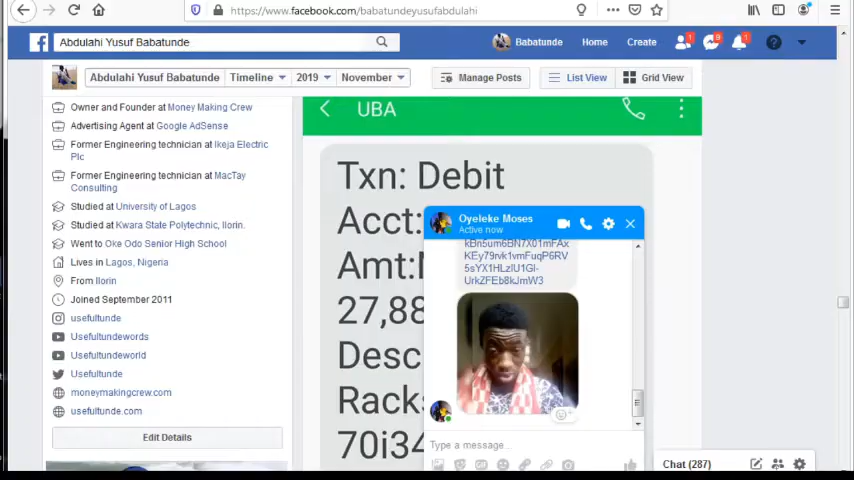 https://www.facebook.com/babatundeyusufabdulahi
Abdulahi Yusuf Babatunde
Babatunde
Home
Create
1
9
1
Abdulahi Yusuf Babatunde
Timeline
2019
November
Manage Posts
List View
Grid View
Owner and Founder at Money Making Crew
Advertising Agent at Google AdSense
Former Engineering technician at Ikeja Electric
Plc
Former Engineering technician at MacTay
Consulting
Studied at University of Lagos
Studied at Kwara State Polytechnic, Ilorin.
Went to Oke Odo Senior High School
Lives in Lagos, Nigeria
From Ilorin
Joined September 2011
usefultunde
Usefultundewords
Usefultundeworld
Usefultunde
moneymakingcrew.com
usefultunde.com
Edit Details
UBA
Txn: Debit
Acct:
Amt:
27,88
Desc
Racks
70i34
Oyeleke Moses
Active now
KEy79rvk1vmFuqP6RV
5sYX1HLzlU1Gl-
UrkZFEb8kJmW3
Type a message...
Chat (287)